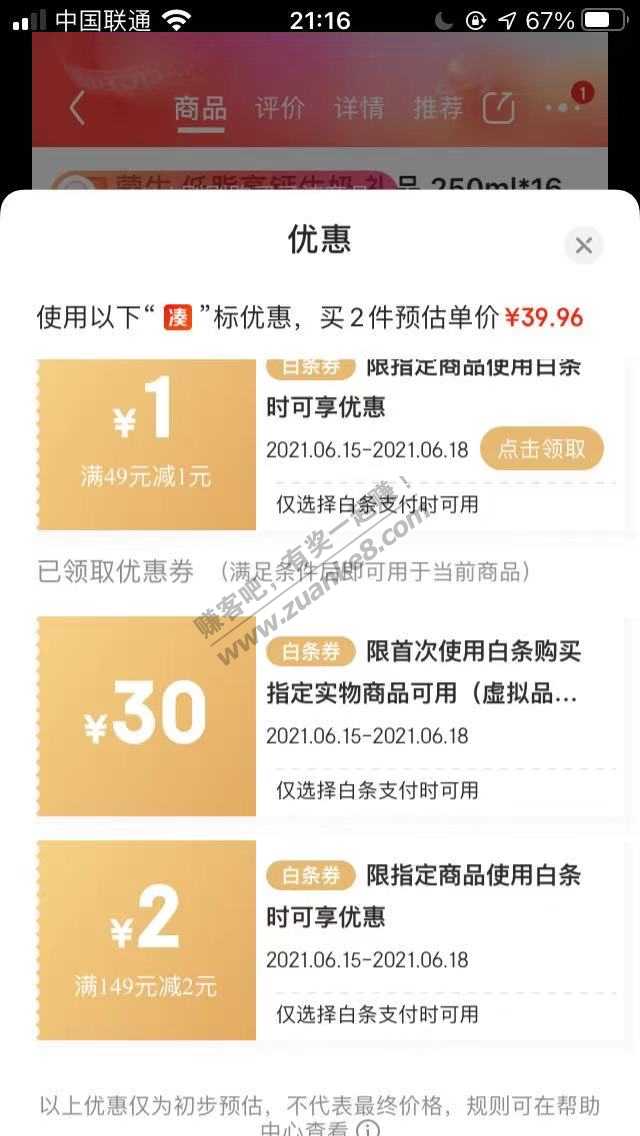 中国联通 21:16 67%
商品 评价 详情 推荐 1
蒙牛 低脂高钙牛奶 礼品 250ml*16
优惠
使用以下“凑”标优惠，买2件预估单价 ¥39.96
白条券 限指定商品使用白条
时可享优惠
¥1
满49元减1元
2021.06.15-2021.06.18 点击领取
仅选择白条支付时可用
已领取优惠券 （满足条件后即可用于当前商品）
赚客吧，有奖一起赚！
www.zuanke8.com
白条券 限首次使用白条购买
指定实物商品可用（虚拟品...
¥30
2021.06.15-2021.06.18
仅选择白条支付时可用
白条券 限指定商品使用白条
时可享优惠
¥2
满149元减2元
2021.06.15-2021.06.18
仅选择白条支付时可用
以上优惠仅为初步预估，不代表最终价格，规则可在帮助
中心查看